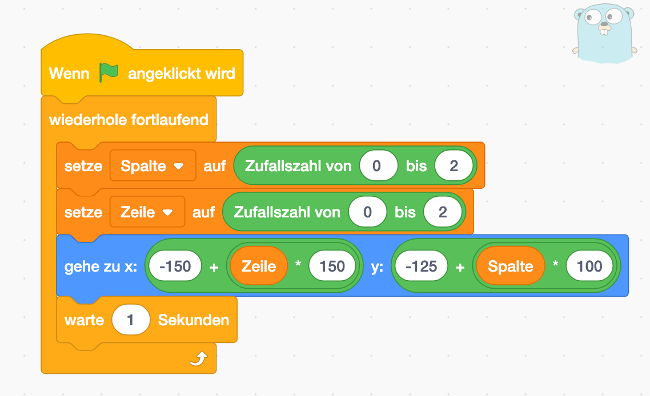 Wenn angeklickt wird
wiederhole fortlaufend
setze Spalte auf Zufallszahl von 0 bis 2
setze Zeile auf Zufallszahl von 0 bis 2
gehe zu x: -150 + Zeile * 150 y: -125 + Spalte * 100
warte 1 Sekunden